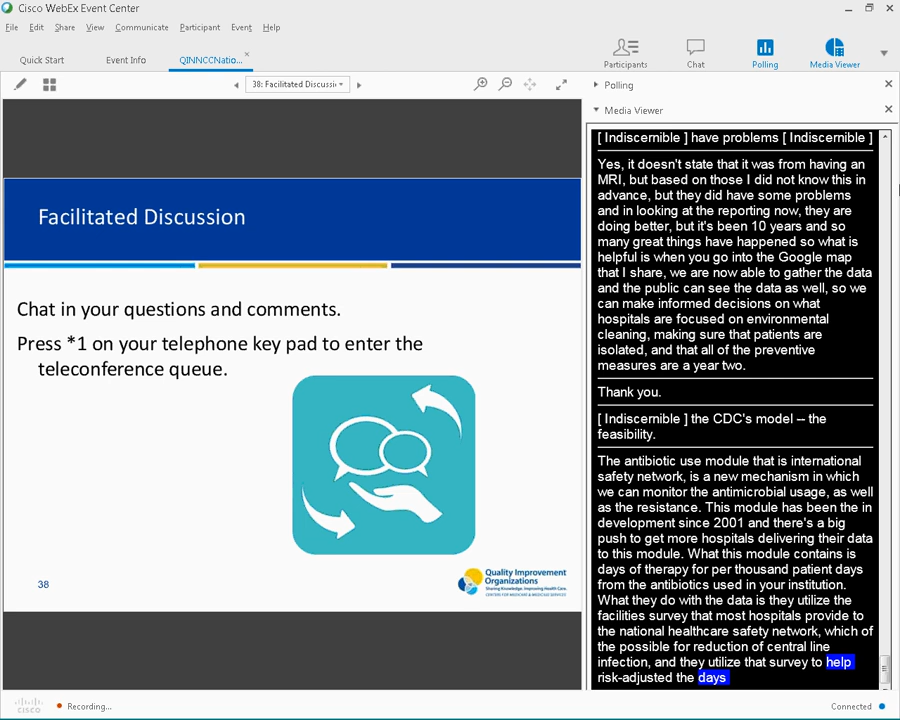 Cisco WebEx Event Center
File Edit Share View Communicate Participant Event Help
Quick Start
Event Info
QINNCCNatio...
Participants
Chat
Polling
Media Viewer
38: Facilitated Discussi
Polling
Media Viewer
Facilitated Discussion
Chat in your questions and comments.
Press *1 on your telephone key pad to enter the
teleconference queue.
38
Quality Improvement
Organizations
Sharing Knowledge. Improving Health Care.
CENTERS FOR MEDICARE & MEDICAID SERVICES
[ Indiscernible ] have problems [ Indiscernible ]
Yes, it doesn't state that it was from having an
MRI, but based on those I did not know this in
advance, but they did have some problems
and in looking at the reporting now, they are
doing better, but it's been 10 years and so
many great things have happened so what is
helpful is when you go into the Google map
that I share, we are now able to gather the data
and the public can see the data as well, so we
can make informed decisions on what
hospitals are focused on environmental
cleaning, making sure that patients are
isolated, and that all of the preventive
measures are a year two.
Thank you.
[ Indiscernible ] the CDC's model -- the
feasibility.
The antibiotic use module that is international
safety network, is a new mechanism in which
we can monitor the antimicrobial usage, as well
as the resistance. This module has been the in
development since 2001 and there's a big
push to get more hospitals delivering their data
to this module. What this module contains is
days of therapy for per thousand patient days
from the antibiotics used in your institution.
What they do with the data is they utilize the
facilities survey that most hospitals provide to
the national healthcare safety network, which of
the possible for reduction of central line
infection, and they utilize that survey to help
risk-adjusted the days
cisco
Recording...
Connected